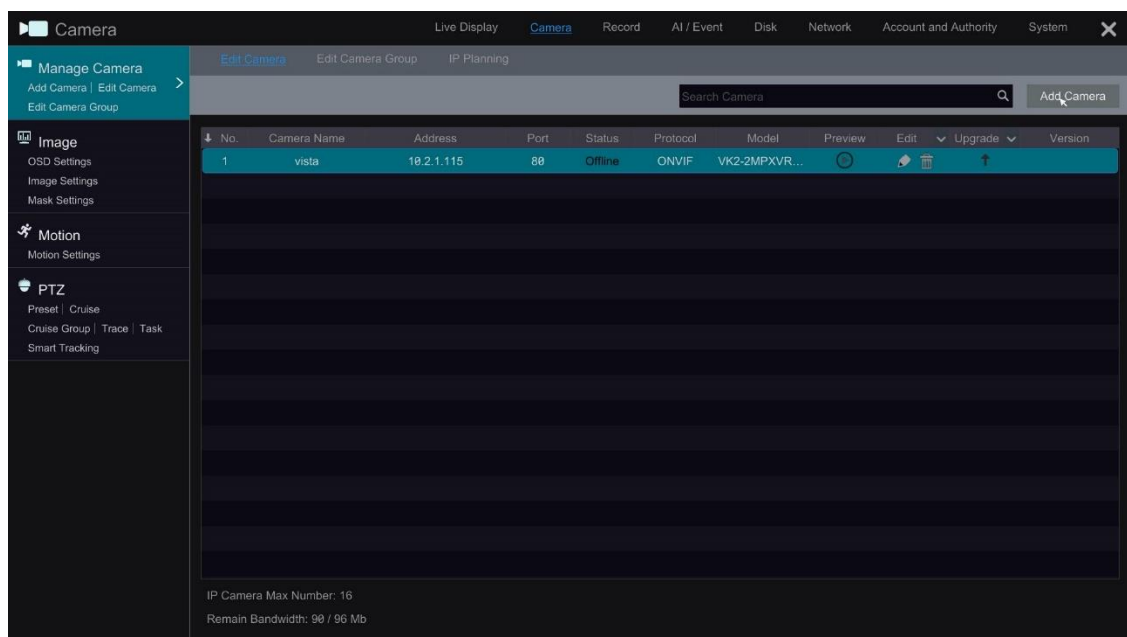 Camera
Live Display Camera Record AI / Event Disk Network Account and Authority System
Manage Camera
Add Camera | Edit Camera
Edit Camera Group
Image
OSD Settings
Image Settings
Mask Settings
Motion
Motion Settings
PTZ
Preset | Cruise
Cruise Group | Trace | Task
Smart Tracking
Edit Camera Edit Camera Group IP Planning
Search Camera Add Camera
No. Camera Name Address Port Status Protocol Model Preview Edit Upgrade Version
1 vista 10.2.1.115 80 Offline ONVIF VK2-2MPXVR...
IP Camera Max Number: 16
Remain Bandwidth: 90 / 96 Mb